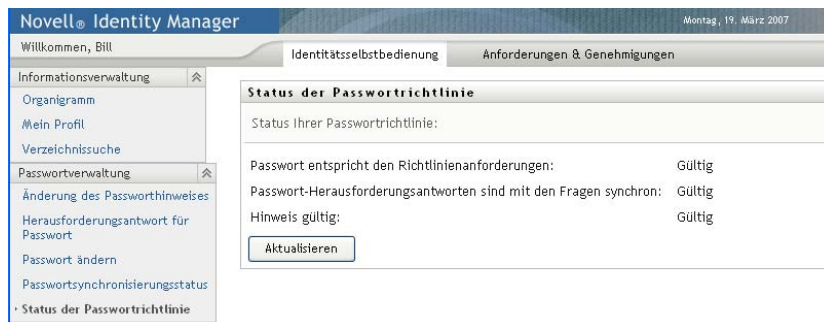 Novell® Identity Manager
Montag, 19. März 2007
Willkommen, Bill
Identitätsselbstbedienung
Anforderungen & Genehmigungen
Informationsverwaltung
Organigramm
Mein Profil
Verzeichnissuche
Passwortverwaltung
Änderung des Passworthinweises
Herausforderungsantwort für
Passwort
Passwort ändern
Passwortsynchronisierungsstatus
Status der Passwortrichtlinie
Status der Passwortrichtlinie
Status Ihrer Passwortrichtlinie:
Passwort entspricht den Richtlinienanforderungen: Gültig
Passwort-Herausforderungsantworten sind mit den Fragen synchron: Gültig
Hinweis gültig: Gültig
Aktualisieren